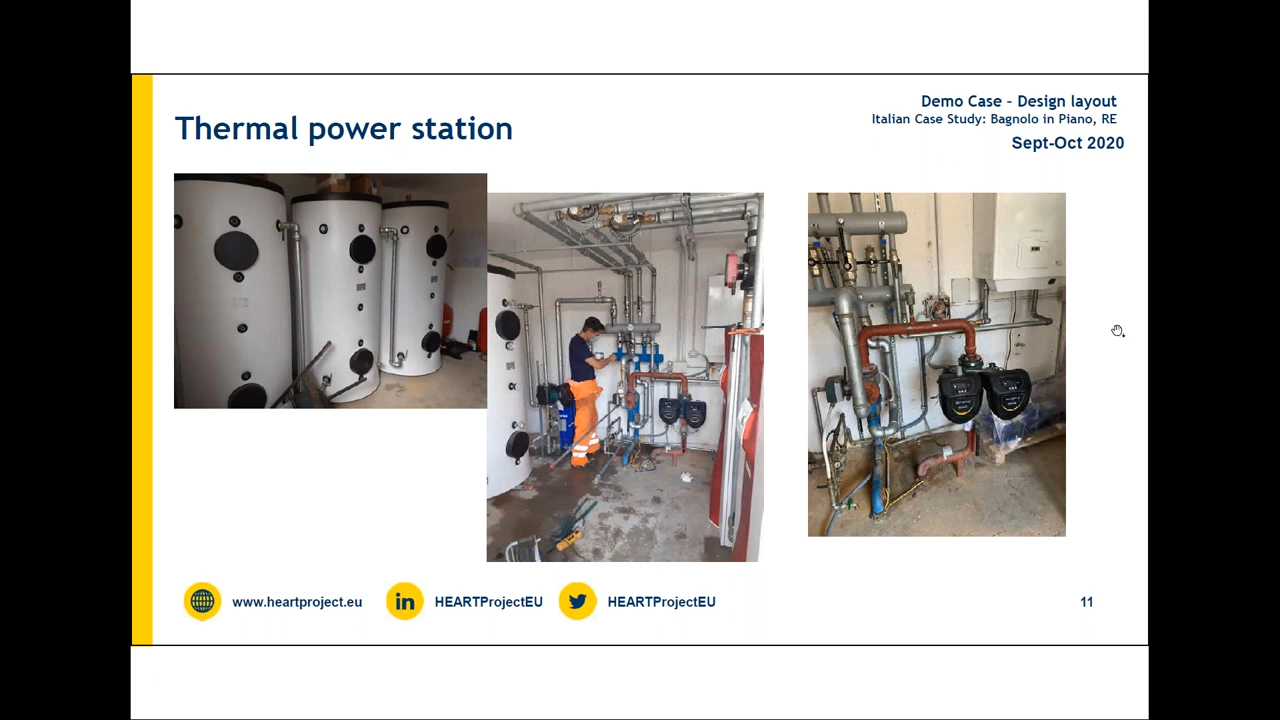 Thermal power station
Demo Case – Design layout
Italian Case Study: Bagnolo in Piano, RE
Sept-Oct 2020
www.heartproject.eu
in
HEARTProjectEU
HEARTProjectEU
11